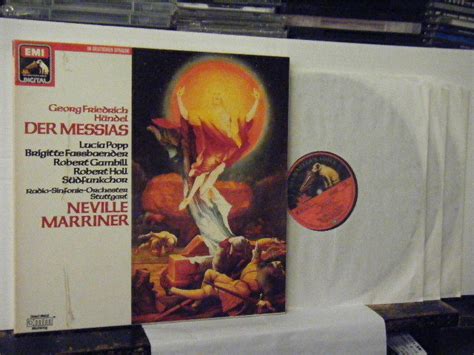 EMI
DIGITAL
IN DEUTSCHER SPRACHE
Georg Friedrich
Händel
DER MESSIAS
Lucia Popp
Brigitte Fassbaender
Robert Gambill
Robert Holl
Südfunkchor
Radio-Sinfonie-Orchester
Stuttgart
NEVILLE
MARRINER